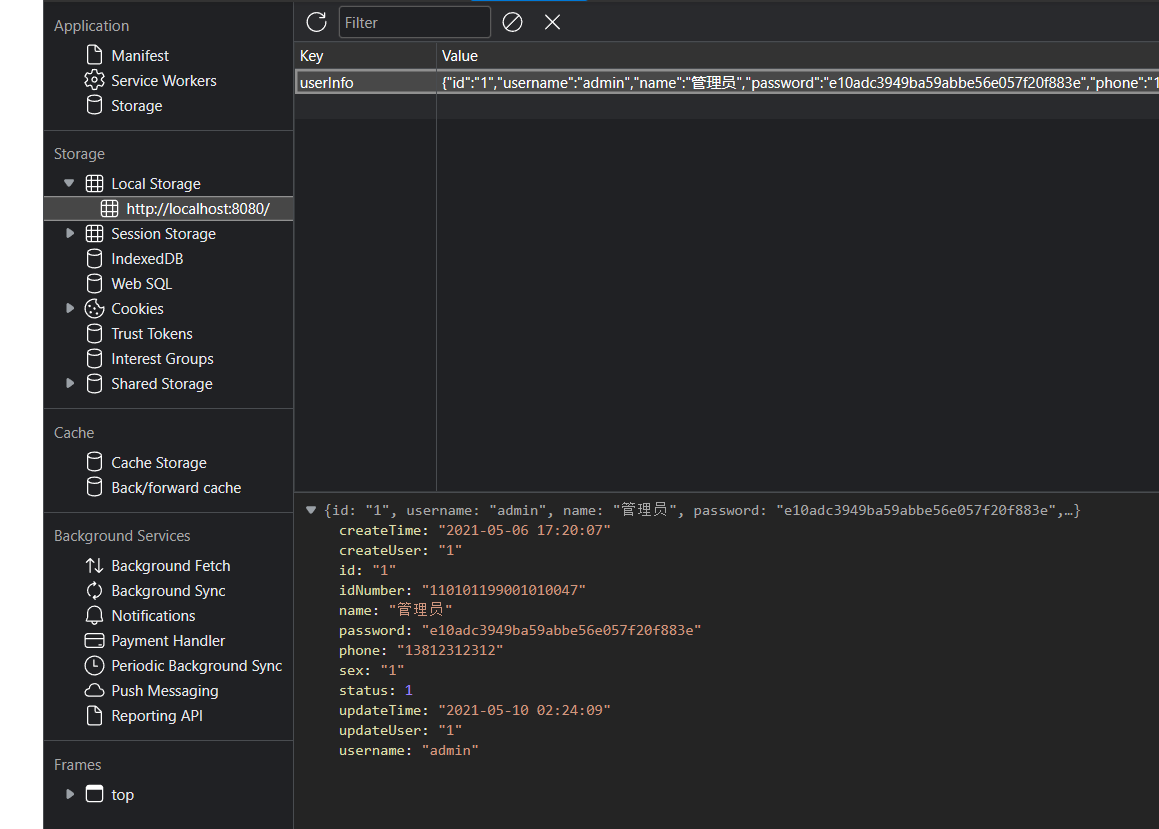 Application
Manifest
Service Workers
Storage
Storage
Local Storage
http://localhost:8080/
Session Storage
IndexedDB
Web SQL
Cookies
Trust Tokens
Interest Groups
Shared Storage
Cache
Cache Storage
Back/forward cache
Background Services
Background Fetch
Background Sync
Notifications
Payment Handler
Periodic Background Sync
Push Messaging
Reporting API
Frames
top
Filter
Key Value
userInfo {"id":"1","username":"admin","name":"管理员","password":"e10adc3949ba59abbe56e057f20f883e","phone":"1
{id: "1", username: "admin", name: "管理员", password: "e10adc3949ba59abbe56e057f20f883e",…}
createTime: "2021-05-06 17:20:07"
createUser: "1"
id: "1"
idNumber: "110101199001010047"
name: "管理员"
password: "e10adc3949ba59abbe56e057f20f883e"
phone: "13812312312"
sex: "1"
status: 1
updateTime: "2021-05-10 02:24:09"
updateUser: "1"
username: "admin"